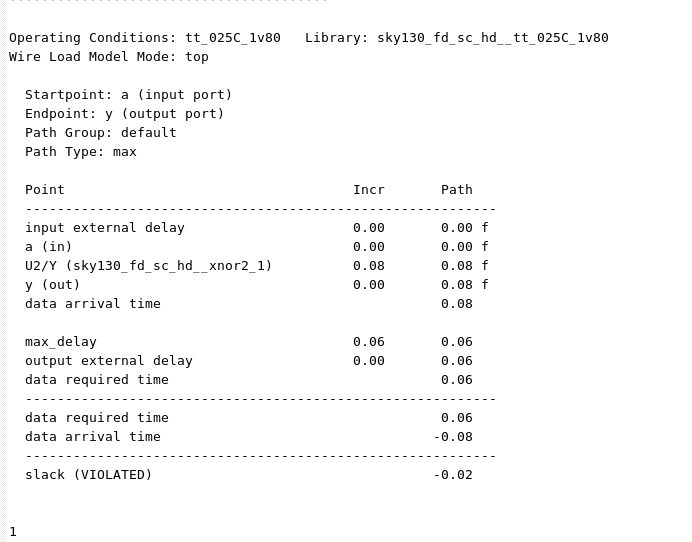 ****************************************
Operating Conditions: tt_025C_1v80   Library: sky130_fd_sc_hd__tt_025C_1v80
Wire Load Model Mode: top
Startpoint: a (input port)
Endpoint: y (output port)
Path Group: default
Path Type: max
Point                                    Incr       Path
-----------------------------------------------------------
input external delay                     0.00       0.00 f
a (in)                                   0.00       0.00 f
U2/Y (sky130_fd_sc_hd__xnor2_1)          0.08       0.08 f
y (out)                                  0.00       0.08 f
data arrival time                                   0.08
max_delay                                0.06       0.06
output external delay                    0.00       0.06
data required time                                  0.06
-----------------------------------------------------------
data required time                                  0.06
data arrival time                                  -0.08
-----------------------------------------------------------
slack (VIOLATED)                                   -0.02
1